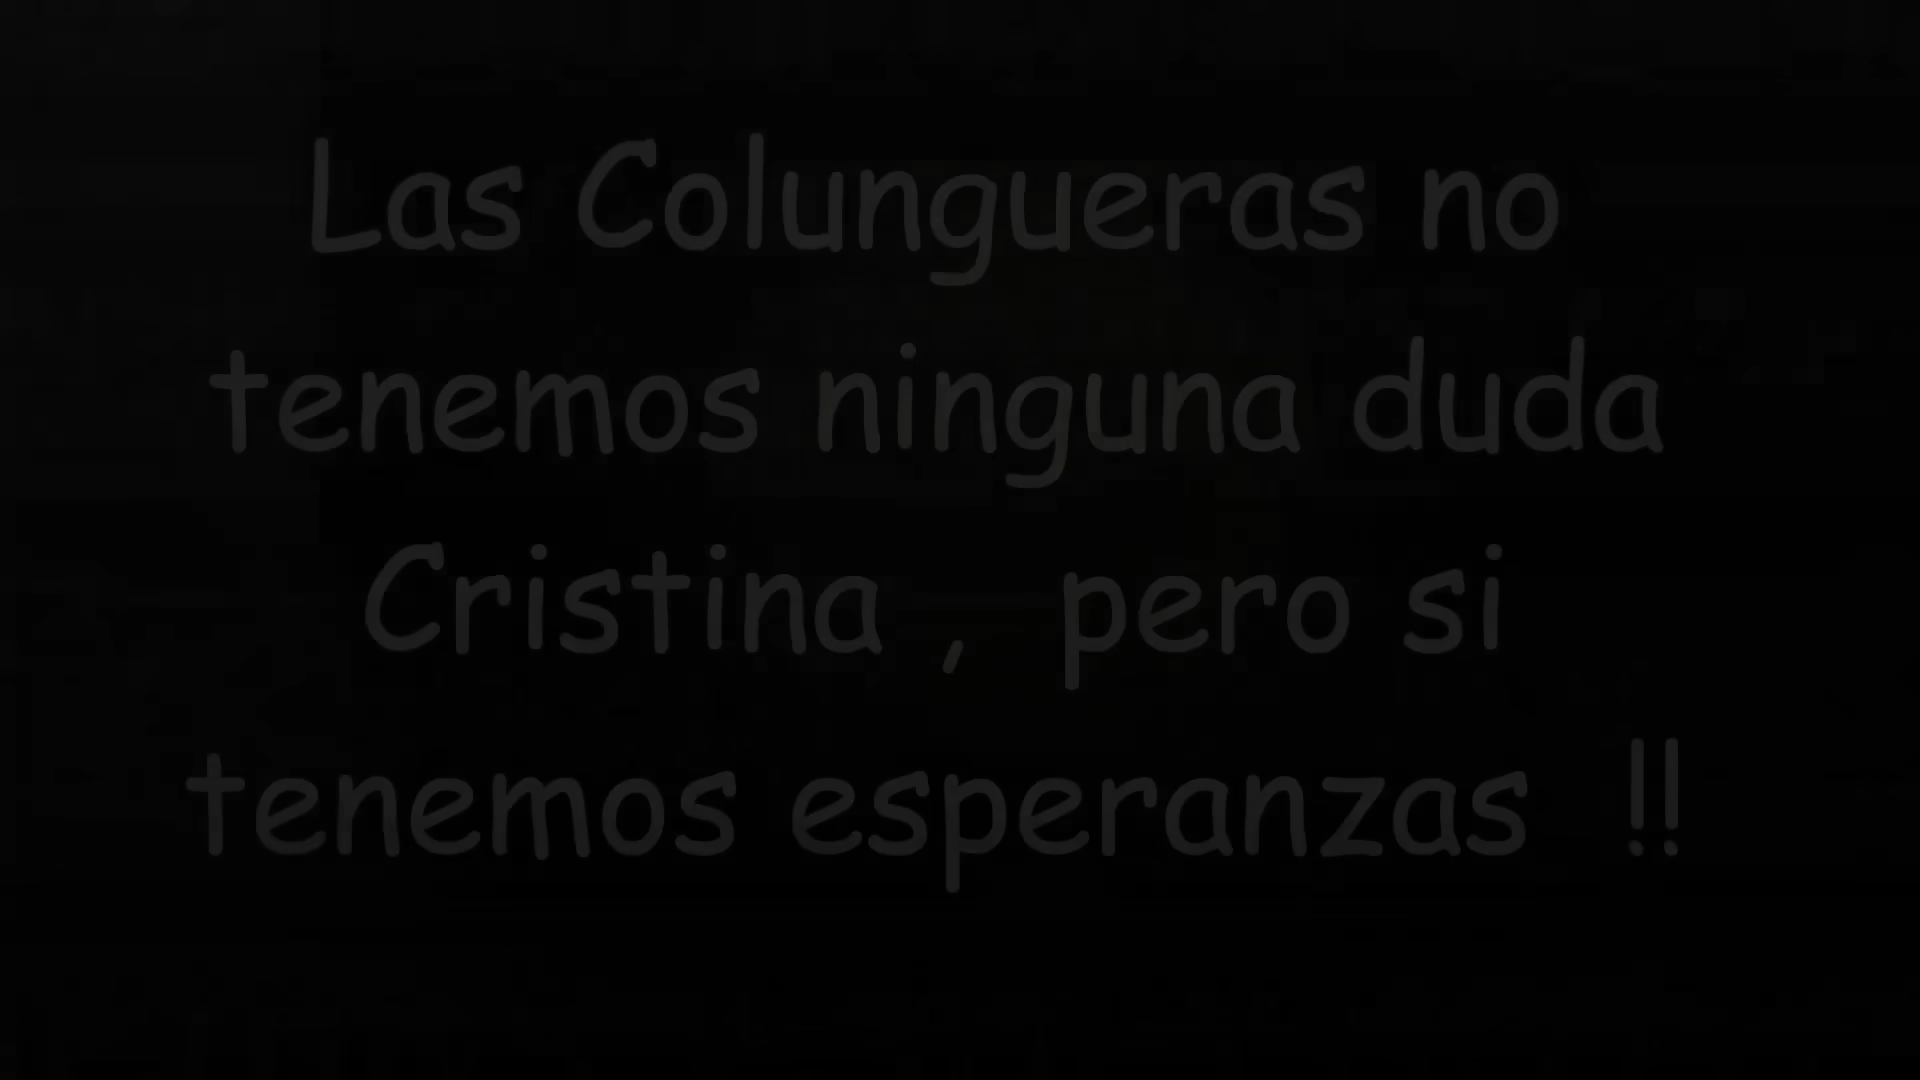 Las Colungueras no
tenemos ninguna duda
Cristina , pero si
tenemos esperanzas !!